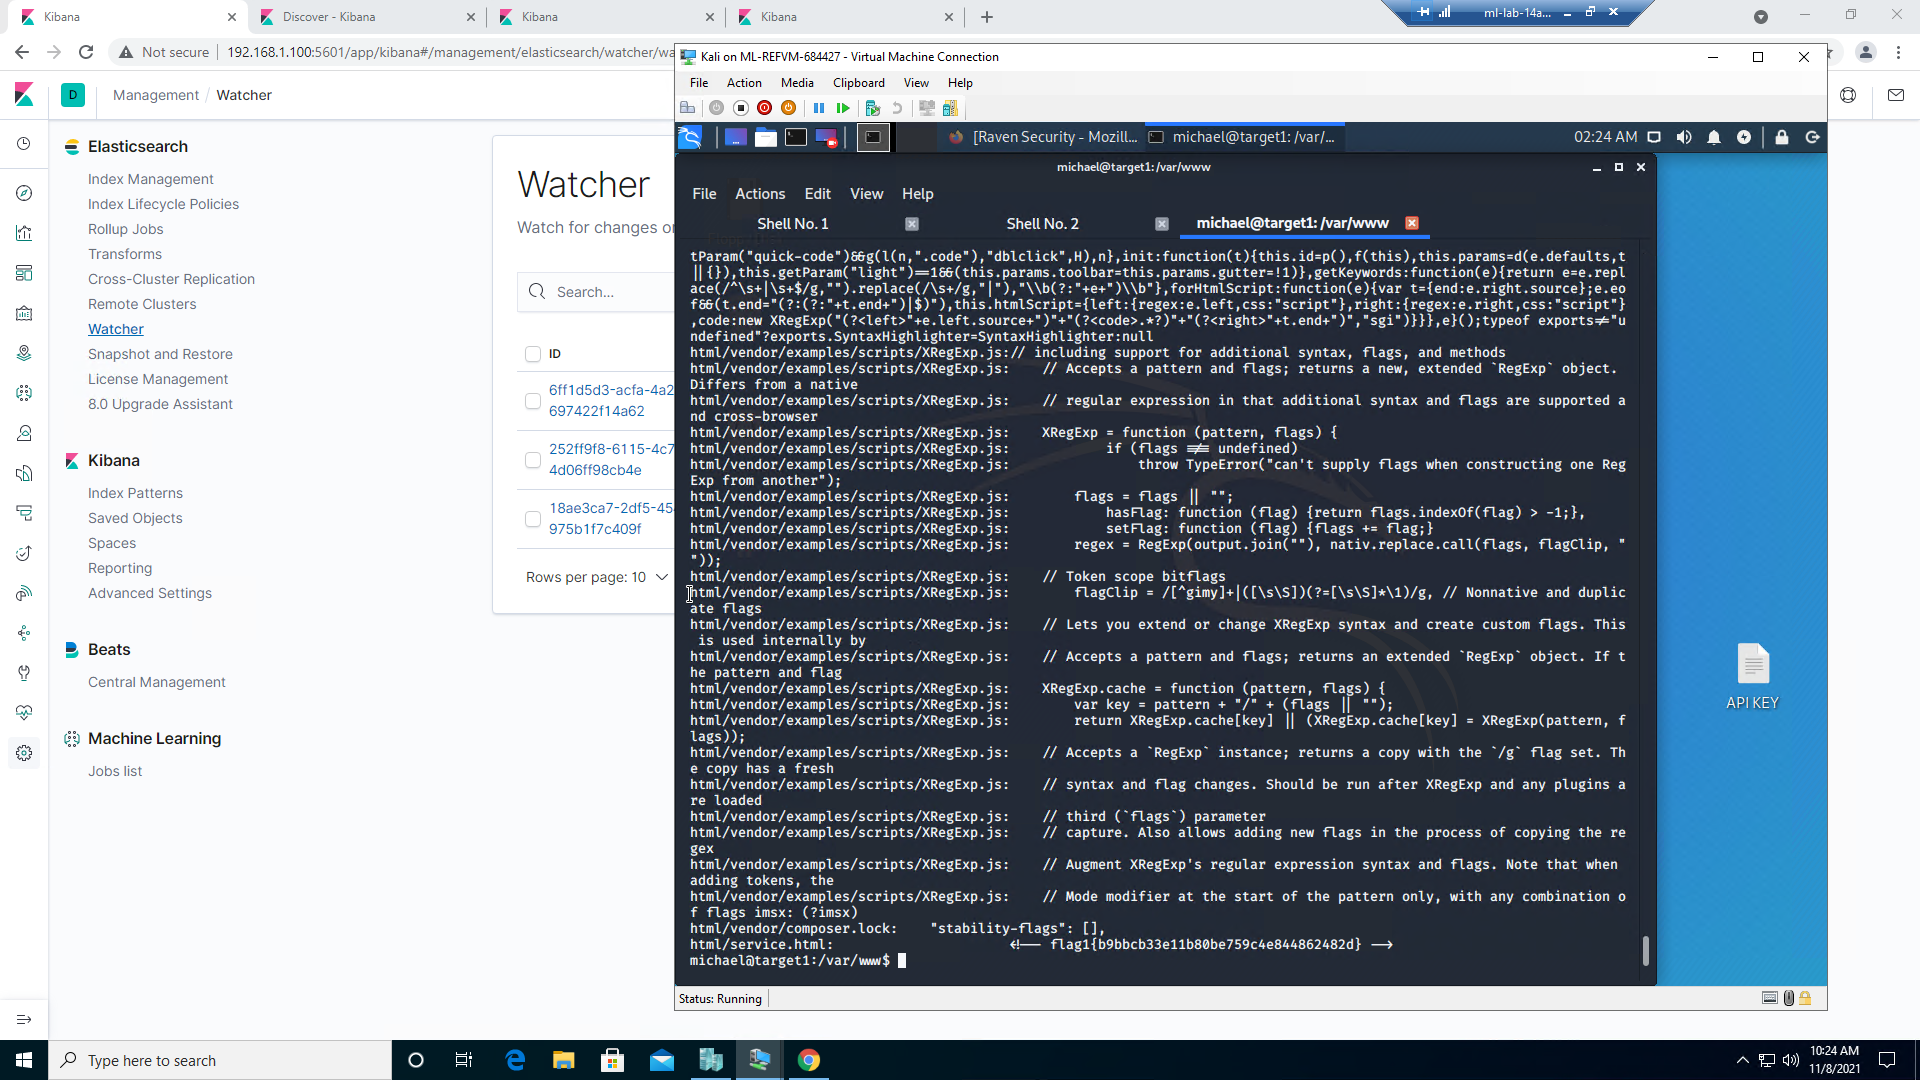 Kibana
Discover - Kibana
Kibana
Kibana
ml-lab-14a...
Not secure
192.168.1.100:5601/app/kibana#/management/elasticsearch/watcher/wa
Kali on ML-REFVM-684427 - Virtual Machine Connection
File Action Media Clipboard View Help
D
Management / Watcher
[Raven Security - Mozill...
michael@target1: /var/...
02:24 AM
michael@target1:/var/www
File Actions Edit View Help
Shell No. 1
Shell No. 2
michael@target1: /var/www
Elasticsearch
Index Management
Index Lifecycle Policies
Rollup Jobs
Transforms
Cross-Cluster Replication
Remote Clusters
Watcher
Snapshot and Restore
License Management
8.0 Upgrade Assistant
Kibana
Index Patterns
Saved Objects
Spaces
Reporting
Advanced Settings
Beats
Central Management
Machine Learning
Jobs list
Watcher
Watch for changes o
Search...
ID
6ff1d5d3-acfa-4a2
697422f14a62
252ff9f8-6115-4c7
4d06ff98cb4e
18ae3ca7-2df5-45
975b1f7c409f
Rows per page: 10
tParam("quick-code")&&g(l(n,".code"),"dblclick",H),n},init:function(t){this.id=p(),f(this),this.params=d(e.defaults,t
||{}),this.getParam("light")==1&&(this.params.toolbar=this.params.gutter=!1)},getKeywords:function(e){return e=e.repl
ace(/^\s+|\s+$/g,"").replace(/\s+/g,"|"),"\\b(?:"+e+")\\b"},forHtmlScript:function(e){var t={end:e.right.source};e.eo
f&&(t.end="(?:(?:"+t.end+")|$)"),this.htmlScript={left:{regex:e.left,css:"script"},right:{regex:e.right,css:"script"}
,code:new XRegExp("(?<left>"+e.left.source+")"+"(?<code>.*?)"+"(?<right>"+t.end+")","sgi")}}},e}();typeof exports!="u
ndefined"?exports.SyntaxHighlighter=SyntaxHighlighter:null
html/vendor/examples/scripts/XRegExp.js:// including support for additional syntax, flags, and methods
html/vendor/examples/scripts/XRegExp.js:    // Accepts a pattern and flags; returns a new, extended `RegExp` object.
Differs from a native
html/vendor/examples/scripts/XRegExp.js:    // regular expression in that additional syntax and flags are supported a
nd cross-browser
html/vendor/examples/scripts/XRegExp.js:    XRegExp = function (pattern, flags) {
html/vendor/examples/scripts/XRegExp.js:            if (flags !== undefined)
html/vendor/examples/scripts/XRegExp.js:                throw TypeError("can't supply flags when constructing one Reg
Exp from another");
html/vendor/examples/scripts/XRegExp.js:        flags = flags || "";
html/vendor/examples/scripts/XRegExp.js:            hasFlag: function (flag) {return flags.indexOf(flag) > -1;},
html/vendor/examples/scripts/XRegExp.js:            setFlag: function (flag) {flags += flag;}
html/vendor/examples/scripts/XRegExp.js:        regex = RegExp(output.join(""), nativ.replace.call(flags, flagClip, "
"));
html/vendor/examples/scripts/XRegExp.js:    // Token scope bitflags
html/vendor/examples/scripts/XRegExp.js:        flagClip = /[^gimy]+|([\s\S])(?=[\s\S]*\1)/g, // Nonnative and duplic
ate flags
html/vendor/examples/scripts/XRegExp.js:    // Lets you extend or change XRegExp syntax and create custom flags. This
 is used internally by
html/vendor/examples/scripts/XRegExp.js:    // Accepts a pattern and flags; returns an extended `RegExp` object. If t
he pattern and flag
html/vendor/examples/scripts/XRegExp.js:    XRegExp.cache = function (pattern, flags) {
html/vendor/examples/scripts/XRegExp.js:        var key = pattern + "/" + (flags || "");
html/vendor/examples/scripts/XRegExp.js:        return XRegExp.cache[key] || (XRegExp.cache[key] = XRegExp(pattern, f
lags));
html/vendor/examples/scripts/XRegExp.js:    // Accepts a `RegExp` instance; returns a copy with the `/g` flag set. Th
e copy has a fresh
html/vendor/examples/scripts/XRegExp.js:    // syntax and flag changes. Should be run after XRegExp and any plugins a
re loaded
html/vendor/examples/scripts/XRegExp.js:    // third (`flags`) parameter
html/vendor/examples/scripts/XRegExp.js:    // capture. Also allows adding new flags in the process of copying the re
gex
html/vendor/examples/scripts/XRegExp.js:    // Augment XRegExp's regular expression syntax and flags. Note that when
adding tokens, the
html/vendor/examples/scripts/XRegExp.js:    // Mode modifier at the start of the pattern only, with any combination o
f flags imsx: (?imsx)
html/vendor/composer.lock:    "stability-flags": [],
html/service.html:                      <!-- flag1{b9bbcb33e11b80be759c4e844862482d} -->
michael@target1:/var/www$
API KEY
Status: Running
Type here to search
10:24 AM
11/8/2021